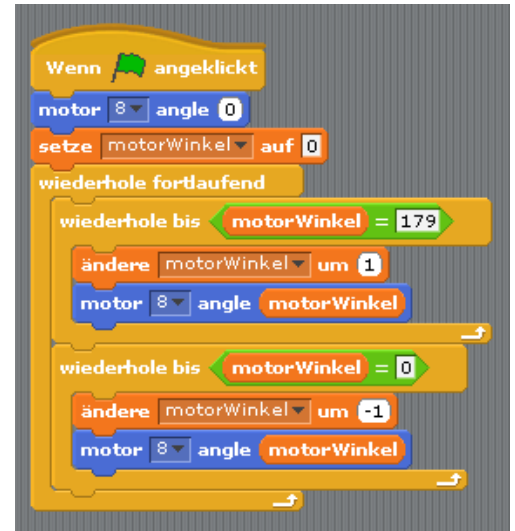 Wenn angeklickt
motor 8 angle 0
setze motorWinkel auf 0
wiederhole fortlaufend
wiederhole bis motorWinkel = 179
ändere motorWinkel um 1
motor 8 angle motorWinkel
wiederhole bis motorWinkel = 0
ändere motorWinkel um -1
motor 8 angle motorWinkel